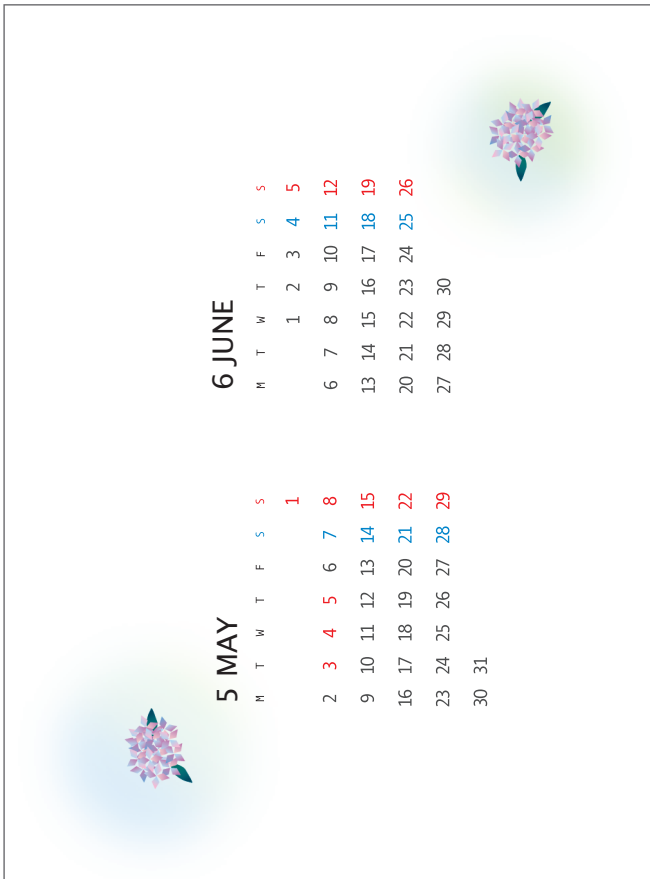 5 MAY
M T W T F S S
1
2 3 4 5 6 7 8
9 10 11 12 13 14 15
16 17 18 19 20 21 22
23 24 25 26 27 28 29
30 31
6 JUNE
M T W T F S S
1 2 3 4 5
6 7 8 9 10 11 12
13 14 15 16 17 18 19
20 21 22 23 24 25 26
27 28 29 30